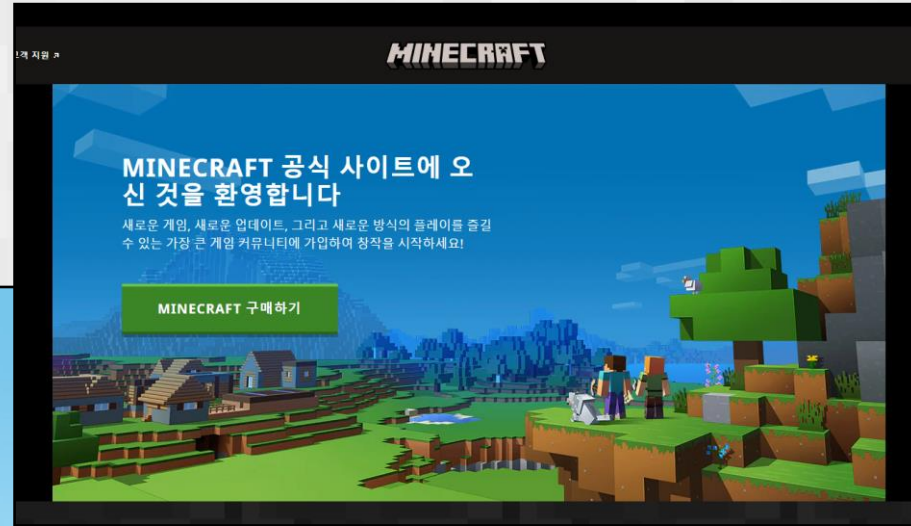 고객 지원
MINECRAFT
MINECRAFT 공식 사이트에 오
신 것을 환영합니다
새로운 게임, 새로운 업데이트, 그리고 새로운 방식의 플레이를 즐길
수 있는 가장 큰 게임 커뮤니티에 가입하여 창작을 시작하세요!
MINECRAFT 구매하기